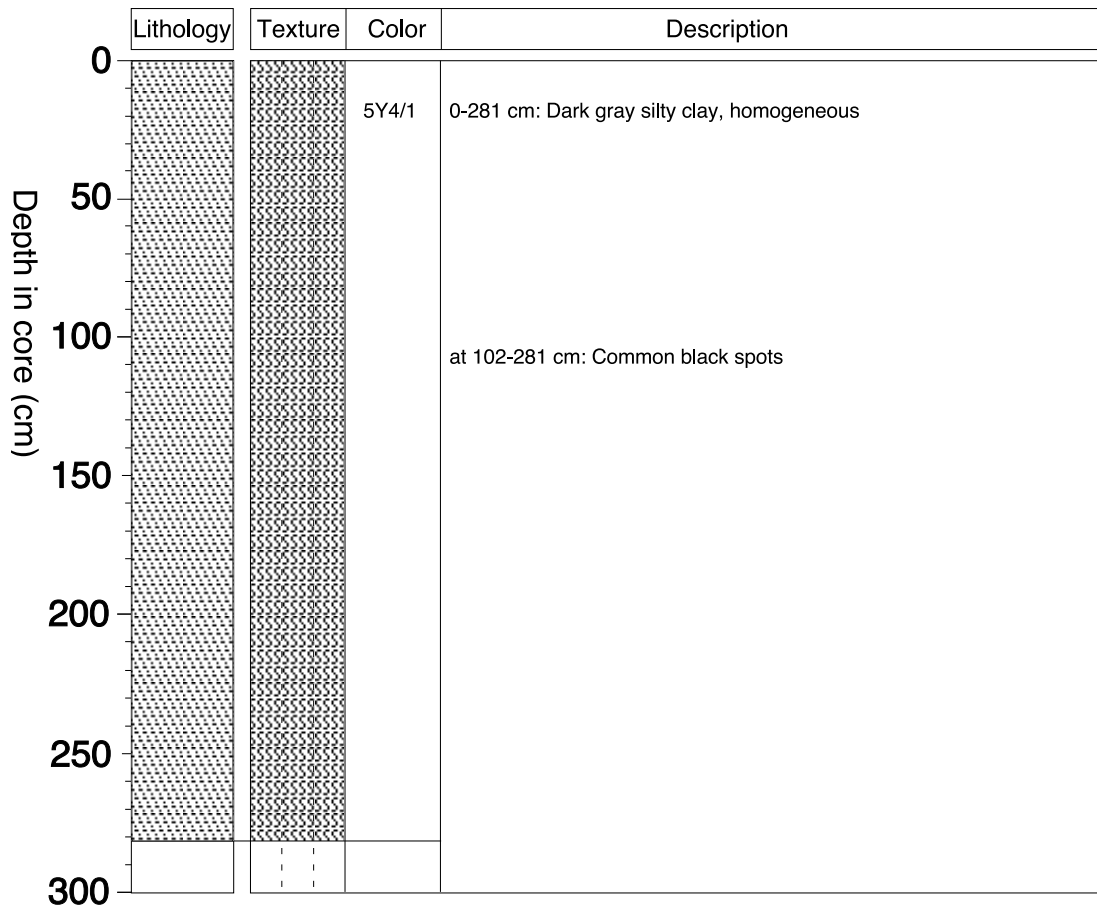 Lithology Texture Color Description
0
5Y4/1 0-281 cm: Dark gray silty clay, homogeneous
50
100
at 102-281 cm: Common black spots
150
200
250
300
Depth in core (cm)